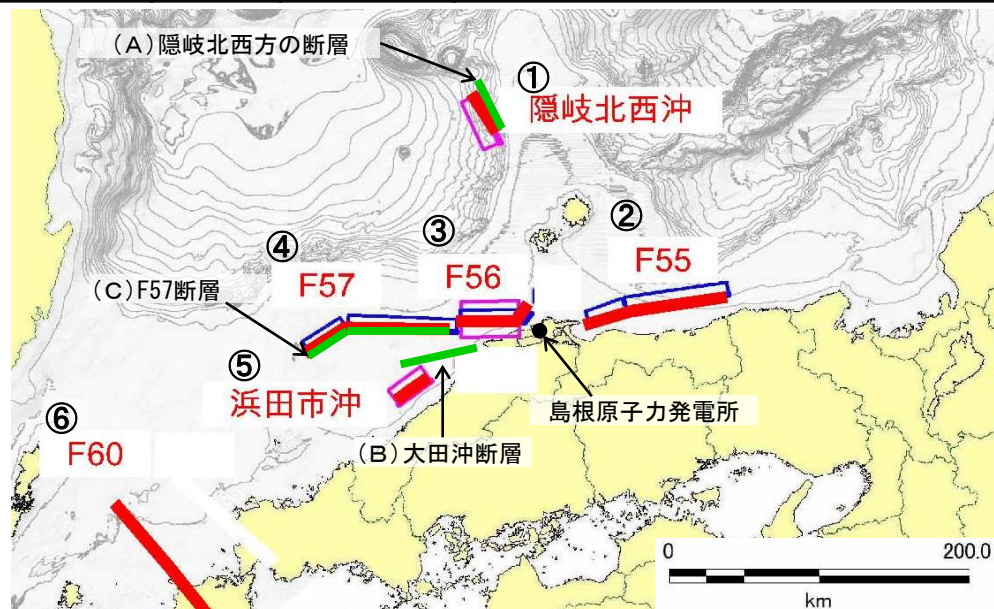 (A)隠岐北西方の断層
①
隠岐北西沖
②
F55
③
F56
④
F57
(C)F57断層
⑤
浜田市沖
島根原子力発電所
(B)大田沖断層
⑥
F60
0 200.0
km